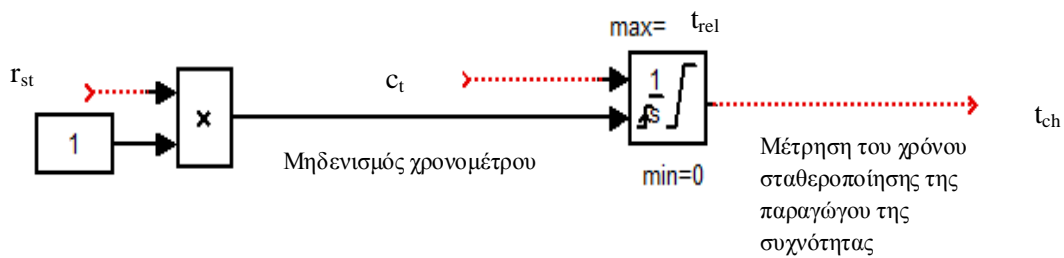 max= t_rel
r_st
c_t
1
x
1
s
t_ch
Μηδενισμός χρονομέτρου
min=0
Μέτρηση του χρόνου
σταθεροποίησης της
παραγώγου της
συχνότητας